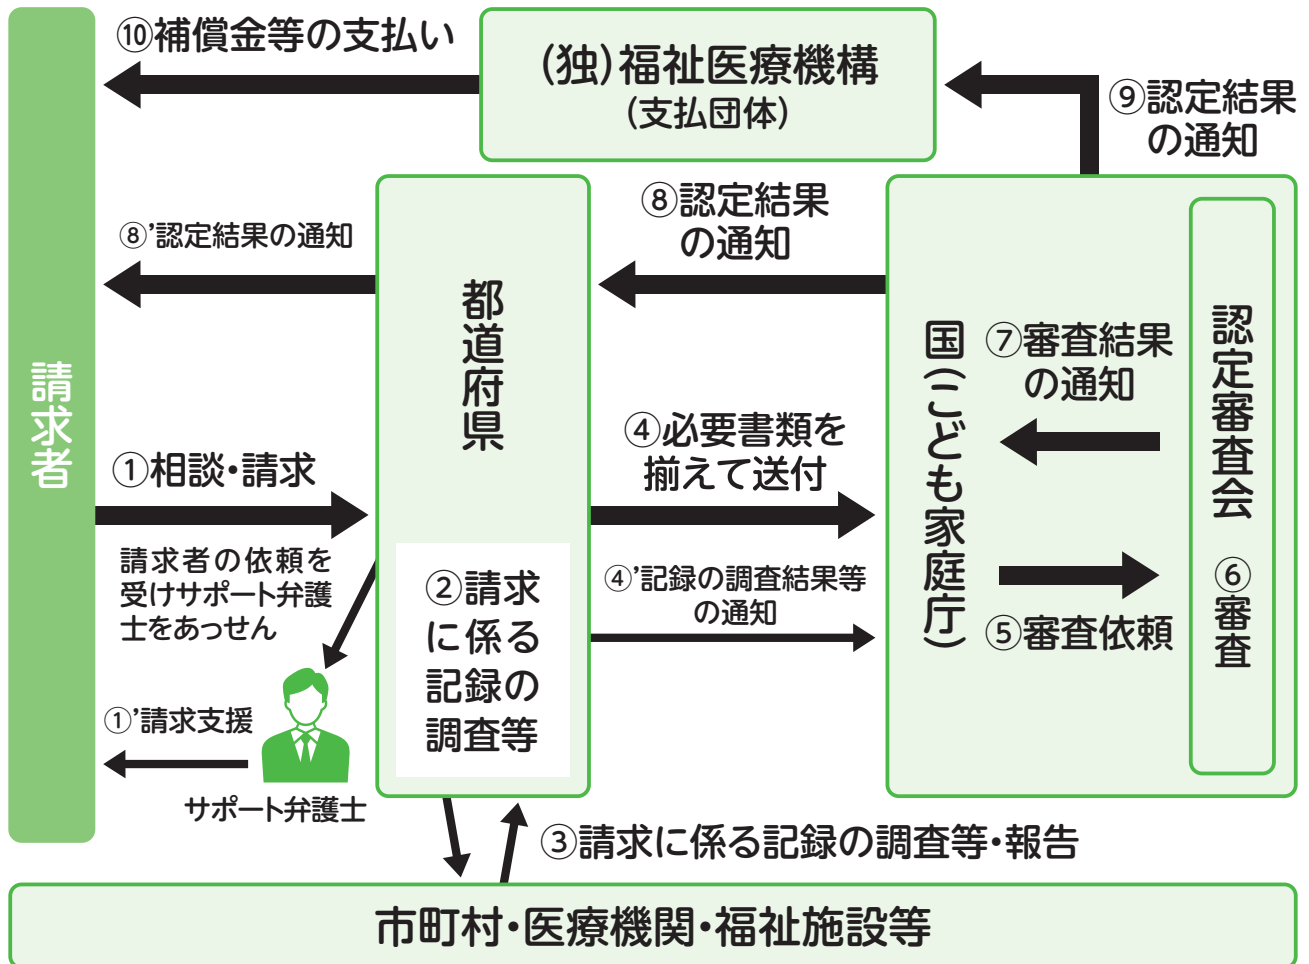 ⑩補償金等の支払い
(独)福祉医療機構
(支払団体)
⑨認定結果
の通知
⑧認定結果
の通知
⑧’認定結果の通知
請求者
都道府県
国(こども家庭庁)
認定審査会
⑥審査
⑦審査結果
の通知
⑤審査依頼
①相談・請求
④必要書類を
揃えて送付
請求者の依頼を
受けサポート弁護
士をあっせん
②請求
に係る
記録の
調査等
④’記録の調査結果等
の通知
①’請求支援
サポート弁護士
③請求に係る記録の調査等・報告
市町村・医療機関・福祉施設等